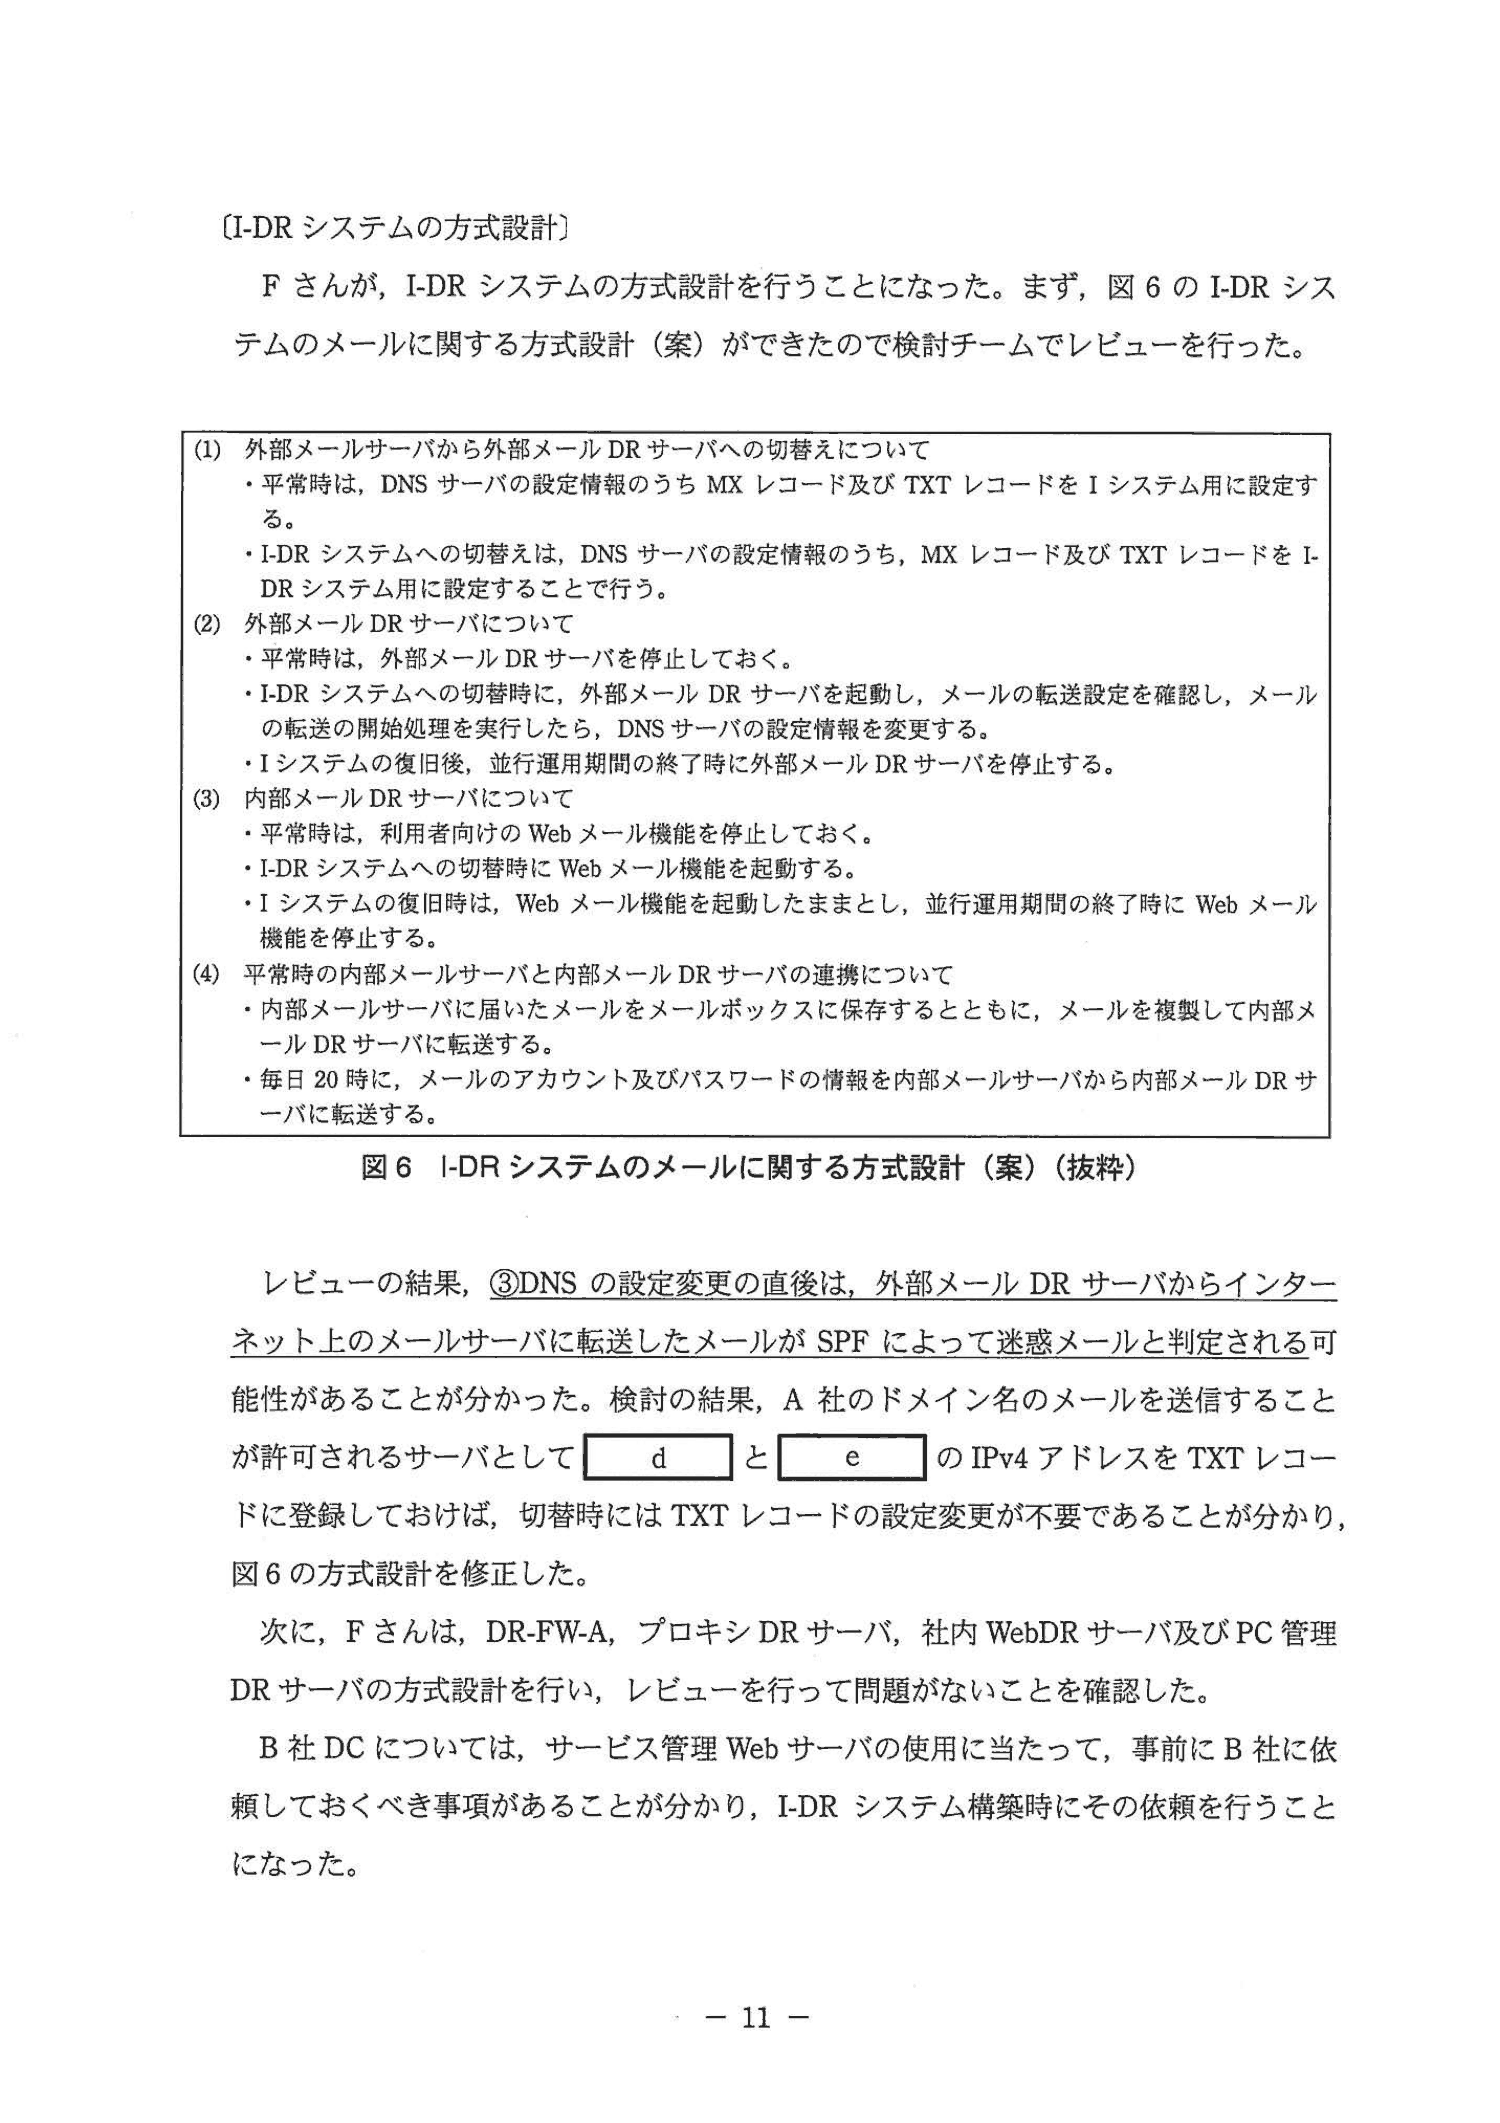 〔I-DR システムの方式設計〕
F さんが，I-DR システムの方式設計を行うことになった。まず，図 6 の I-DR シス
テムのメールに関する方式設計（案）ができたので検討チームでレビューを行った。
(1) 外部メールサーバから外部メール DR サーバへの切替えについて
・平常時は，DNS サーバの設定情報のうち MX レコード及び TXT レコードを I システム用に設定す
る。
・I-DR システムへの切替えは，DNS サーバの設定情報のうち，MX レコード及び TXT レコードを I-
DR システム用に設定することで行う。
(2) 外部メール DR サーバについて
・平常時は，外部メール DR サーバを停止しておく。
・I-DR システムへの切替時に，外部メール DR サーバを起動し，メールの転送設定を確認し，メール
の転送の開始処理を実行したら，DNS サーバの設定情報を変更する。
・I システムの復旧後，並行運用期間の終了時に外部メール DR サーバを停止する。
(3) 内部メール DR サーバについて
・平常時は，利用者向けの Web メール機能を停止しておく。
・I-DR システムへの切替時に Web メール機能を起動する。
・I システムの復旧時は，Web メール機能を起動したままとし，並行運用期間の終了時に Web メール
機能を停止する。
(4) 平常時の内部メールサーバと内部メール DR サーバの連携について
・内部メールサーバに届いたメールをメールボックスに保存するとともに，メールを複製して内部メ
ール DR サーバに転送する。
・毎日 20 時に，メールのアカウント及びパスワードの情報を内部メールサーバから内部メール DR サ
ーバに転送する。
図 6 I-DR システムのメールに関する方式設計（案）（抜粋）
レビューの結果，③DNS の設定変更の直後は，外部メール DR サーバからインター
ネット上のメールサーバに転送したメールが SPF によって迷惑メールと判定される可
能性があることが分かった。検討の結果，A 社のドメイン名のメールを送信すること
が許可されるサーバとして d と e の IPv4 アドレスを TXT レコー
ドに登録しておけば，切替時には TXT レコードの設定変更が不要であることが分かり，
図 6 の方式設計を修正した。
次に，F さんは，DR-FW-A，プロキシ DR サーバ，社内 WebDR サーバ及び PC 管理
DR サーバの方式設計を行い，レビューを行って問題がないことを確認した。
B 社 DC については，サービス管理 Web サーバの使用に当たって，事前に B 社に依
頼しておくべき事項があることが分かり，I-DR システム構築時にその依頼を行うこと
になった。
－ 11 －